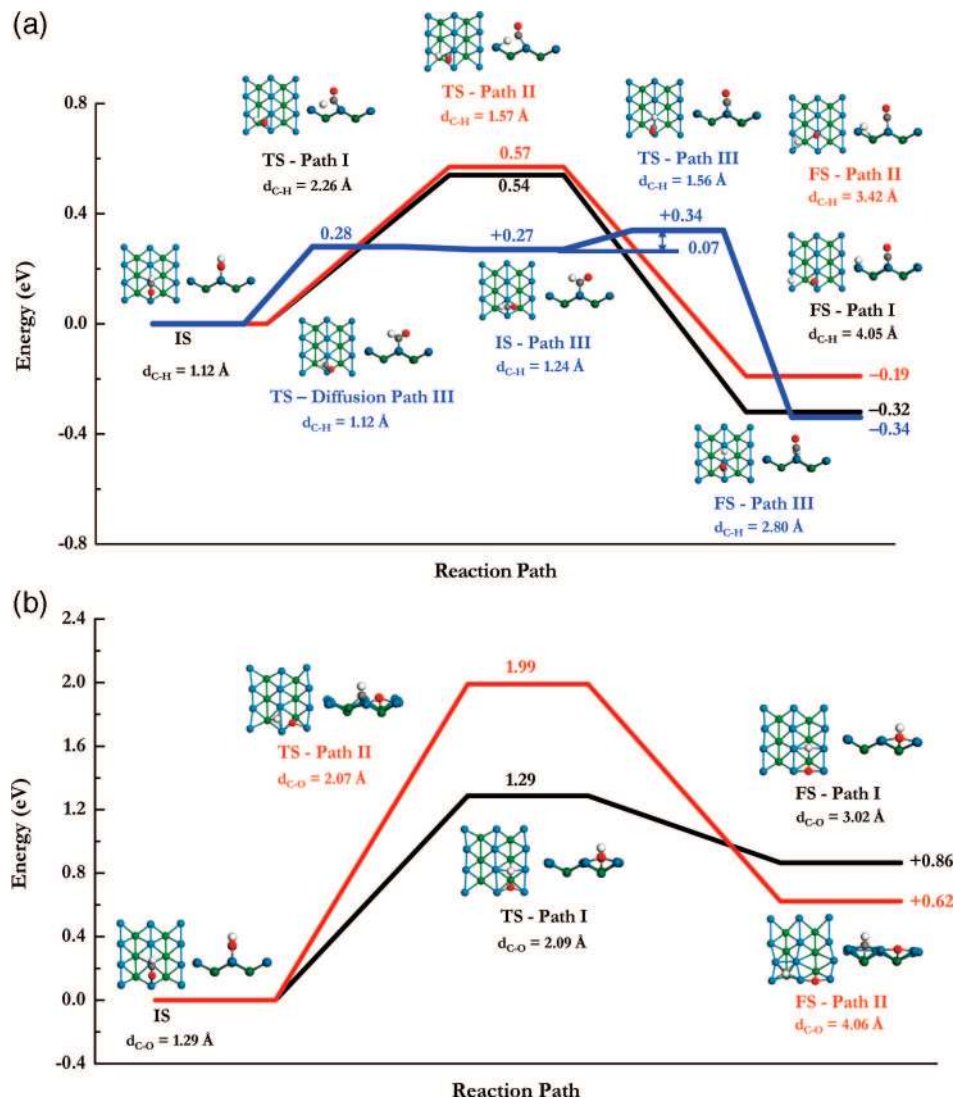 (a)
TS - Path II
d_C-H = 1.57 Å
TS - Path I
d_C-H = 2.26 Å
TS - Path III
d_C-H = 1.56 Å
FS - Path II
d_C-H = 3.42 Å
0.8
0.57
0.54
0.4
0.28
+0.27
+0.34
0.07
FS - Path I
d_C-H = 4.05 Å
Energy (eV)
0.0
IS
d_C-H = 1.12 Å
IS - Path III
d_C-H = 1.24 Å
TS – Diffusion Path III
d_C-H = 1.12 Å
−0.19
−0.32
−0.34
-0.4
FS - Path III
d_C-H = 2.80 Å
-0.8
Reaction Path
(b)
2.4
2.0
1.99
TS - Path II
d_C-O = 2.07 Å
1.6
1.29
FS - Path I
d_C-O = 3.02 Å
1.2
Energy (eV)
+0.86
0.8
TS - Path I
d_C-O = 2.09 Å
+0.62
0.4
FS - Path II
d_C-O = 4.06 Å
0.0
IS
d_C-O = 1.29 Å
-0.4
Reaction Path